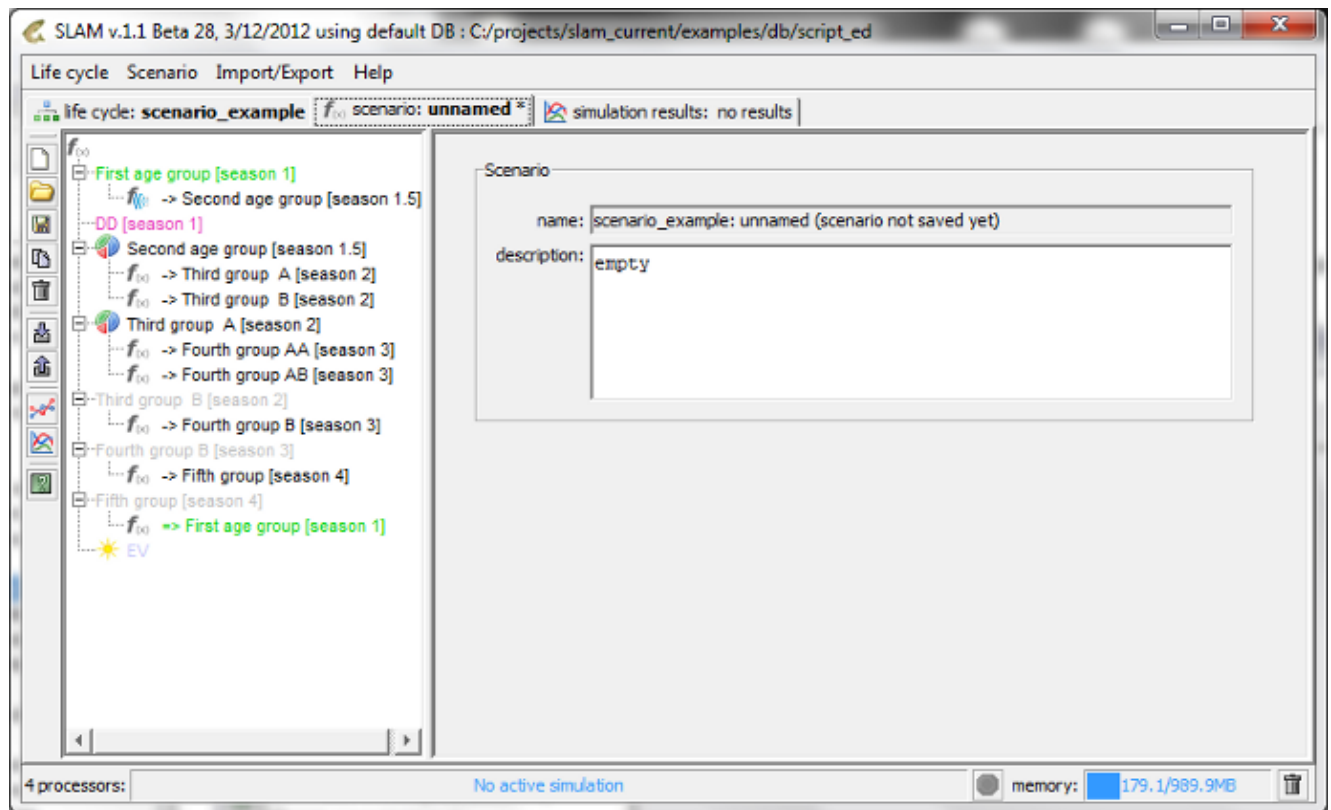 SLAM v.1.1 Beta 28, 3/12/2012 using default DB : C:/projects/slam_current/examples/db/script_ed
Life cycle Scenario Import/Export Help
life cycle: scenario_example f(x) scenario: unnamed * simulation results: no results
f(x)
First age group [season 1]
-> Second age group [season 1.5]
DD [season 1]
Second age group [season 1.5]
f(x) -> Third group A [season 2]
f(x) -> Third group B [season 2]
Third group A [season 2]
f(x) -> Fourth group AA [season 3]
f(x) -> Fourth group AB [season 3]
Third group B [season 2]
f(x) -> Fourth group B [season 3]
Fourth group B [season 3]
f(x) -> Fifth group [season 4]
Fifth group [season 4]
f(x) => First age group [season 1]
EV
Scenario
name: scenario_example: unnamed (scenario not saved yet)
description: empty
4 processors: No active simulation memory: 179.1/989.9MB